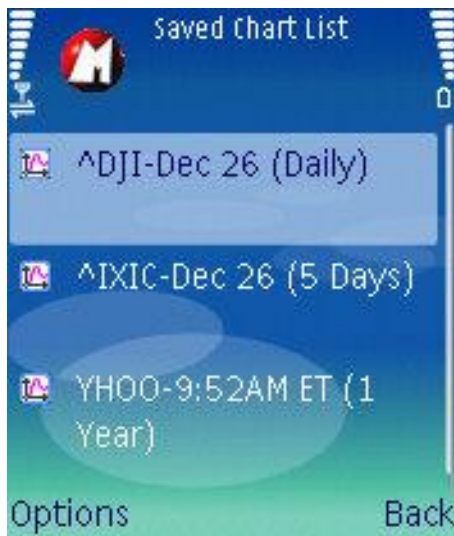 Saved Chart List
^DJI-Dec 26 (Daily)
^IXIC-Dec 26 (5 Days)
YHOO-9:52AM ET (1
Year)
Options Back